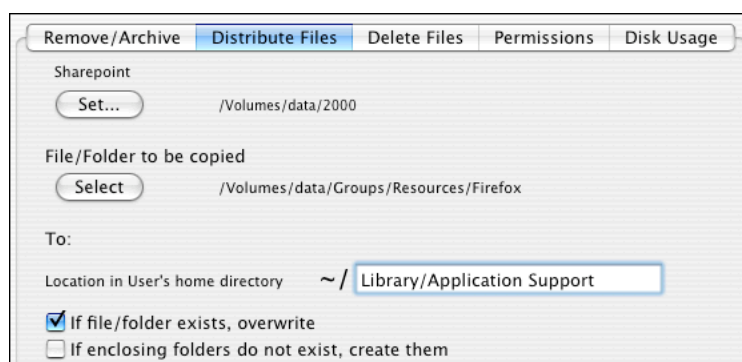 Remove/Archive Distribute Files Delete Files Permissions Disk Usage
Sharepoint
Set... /Volumes/data/2000
File/Folder to be copied
Select /Volumes/data/Groups/Resources/Firefox
To:
Location in User's home directory ~/ Library/Application Support
If file/folder exists, overwrite
If enclosing folders do not exist, create them